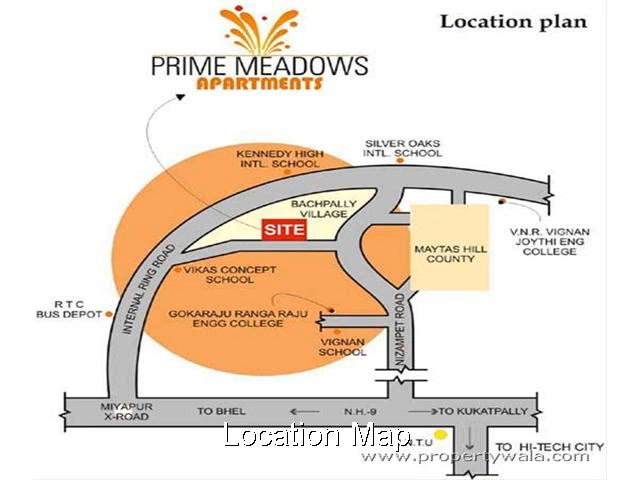 Location plan
PRIME MEADOWS
APARTMENTS
SILVER OAKS
INTL. SCHOOL
KENNEDY HIGH
INTL. SCHOOL
BACHPALLY
VILLAGE
SITE
V.N.R. VIGNAN
JOYTHI ENG
COLLEGE
MAYTAS HILL
COUNTY
INTERNAL RING ROAD
VIKAS CONCEPT
SCHOOL
R T C
BUS DEPOT
GOKARAJU RANGA RAJU
ENGG COLLEGE
NIZAMPET ROAD
VIGNAN
SCHOOL
MIYAPUR
X-ROAD
TO BHEL
N.H.-9
TO KUKATPALLY
Location Map
N.T.U
TO HI-TECH CITY
www.propertywala.com